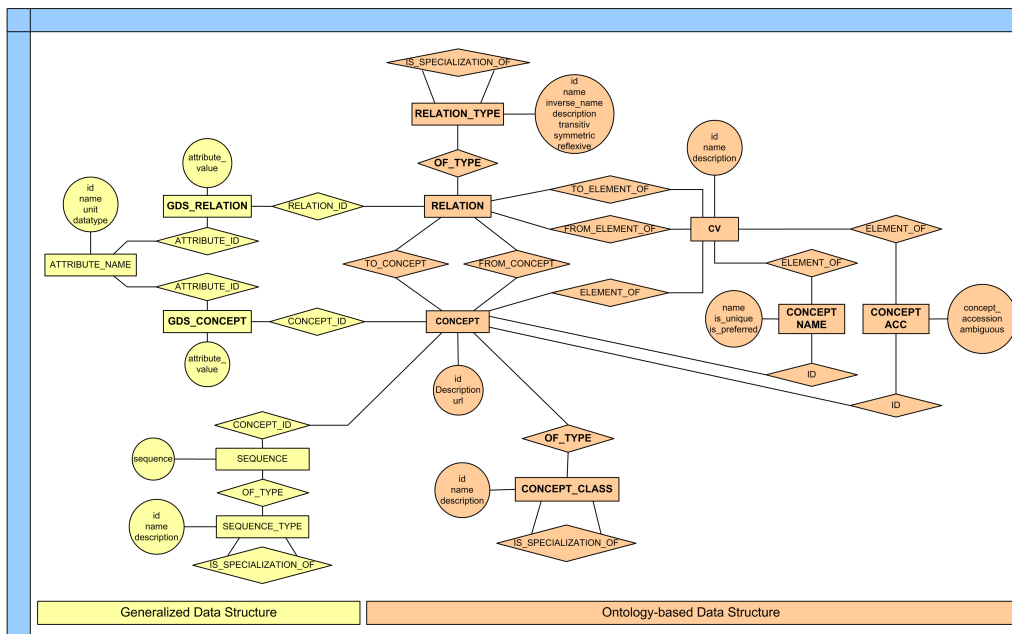 IS_SPECIALIZATION_OF
RELATION_TYPE
id
name
inverse_name
description
transitiv
symmetric
reflexive
OF_TYPE
id
name
description
attribute_
value
id
name
unit
datatype
GDS_RELATION
RELATION_ID
RELATION
TO_ELEMENT_OF
FROM_ELEMENT_OF
CV
ELEMENT_OF
ATTRIBUTE_ID
ATTRIBUTE_NAME
TO_CONCEPT
FROM_CONCEPT
ELEMENT_OF
ATTRIBUTE_ID
ELEMENT_OF
GDS_CONCEPT
CONCEPT_ID
CONCEPT
name
is_unique
is_preferred
CONCEPT
NAME
CONCEPT
ACC
concept_
accession
ambiguous
attribute_
value
id
Description
url
ID
ID
CONCEPT_ID
OF_TYPE
sequence
SEQUENCE
id
name
description
CONCEPT_CLASS
OF_TYPE
id
name
description
SEQUENCE_TYPE
IS_SPECIALIZATION_OF
IS_SPECIALIZATION_OF
Generalized Data Structure
Ontology-based Data Structure